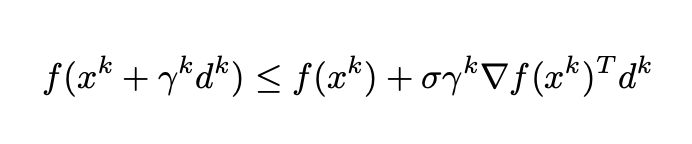 f(x^k + γ^k d^k) ≤ f(x^k) + σγ^k ∇f(x^k)^T d^k